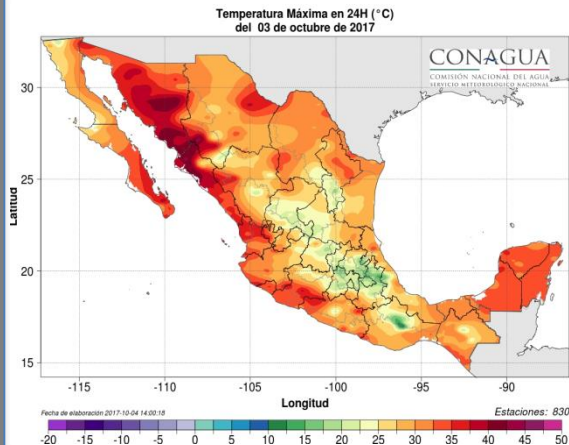 Temperatura Máxima en 24H (°C)
del 03 de octubre de 2017
CONAGUA
COMISIÓN NACIONAL DEL AGUA
SERVICIO METEOROLÓGICO NACIONAL
Latitud
30
25
20
15
-115 -110 -105 -100 -95 -90
Longitud
Fecha de elaboración 2017-10-04 14:00:18
Estaciones: 830
-20 -15 -10 -5 0 5 10 15 20 25 30 35 40 45 50